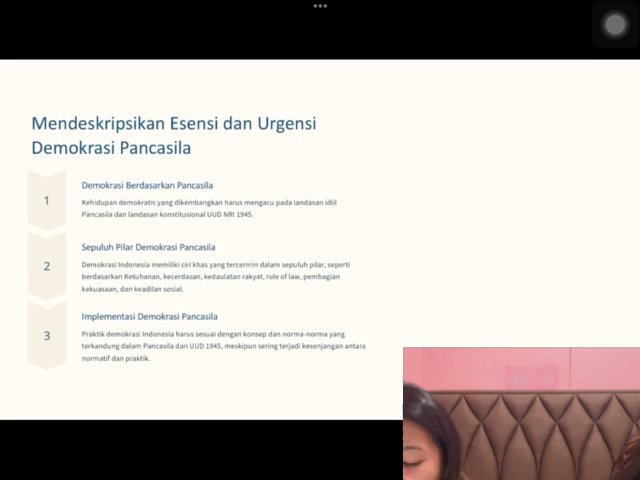 Mendeskripsikan Esensi dan Urgensi
Demokrasi Pancasila
1
Demokrasi Berdasarkan Pancasila
Kehidupan demokratis yang dikembangkan harus mengacu pada landasan idiil
Pancasila dan landasan konstitusional UUD NRI 1945.
2
Sepuluh Pilar Demokrasi Pancasila
Demokrasi Indonesia memiliki ciri khas yang tercermin dalam sepuluh pilar, seperti
berdasarkan Ketuhanan, kecerdasan, kedaulatan rakyat, rule of law, pembagian
kekuasaan, dan keadilan sosial.
3
Implementasi Demokrasi Pancasila
Praktik demokrasi Indonesia harus sesuai dengan konsep dan norma-norma yang
terkandung dalam Pancasila dan UUD 1945, meskipun sering terjadi kesenjangan antara
normatif dan praktik.